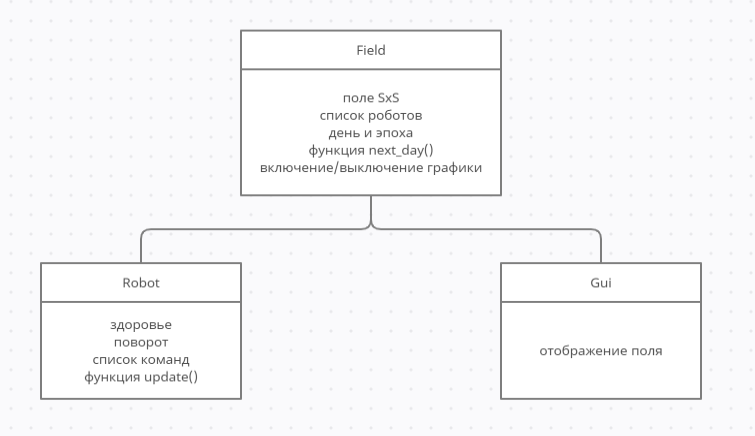 Field
поле SxS
список роботов
день и эпоха
функция next_day()
включение/выключение графики
Robot
здоровье
поворот
список команд
функция update()
Gui
отображение поля